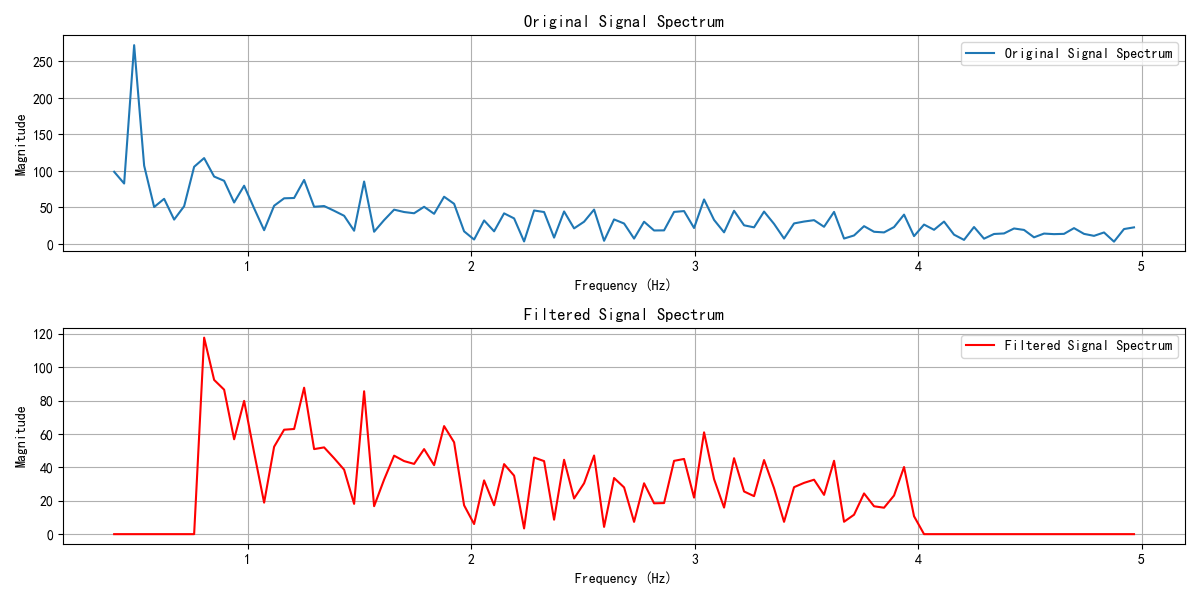 Original Signal Spectrum
Original Signal Spectrum
Magnitude
250
200
150
100
50
0
1 2 3 4 5
Frequency (Hz)
Filtered Signal Spectrum
Filtered Signal Spectrum
Magnitude
120
100
80
60
40
20
0
1 2 3 4 5
Frequency (Hz)